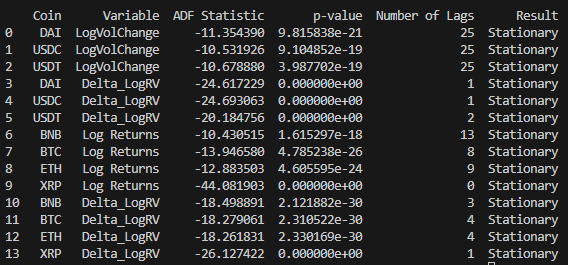 Coin Variable ADF Statistic p-value Number of Lags Result
0 DAI LogVolChange -11.354390 9.815838e-21 25 Stationary
1 USDC LogVolChange -10.531926 9.104852e-19 25 Stationary
2 USDT LogVolChange -10.678880 3.987702e-19 25 Stationary
3 DAI Delta_LogRV -24.617229 0.000000e+00 1 Stationary
4 USDC Delta_LogRV -24.693063 0.000000e+00 1 Stationary
5 USDT Delta_LogRV -20.184756 0.000000e+00 2 Stationary
6 BNB Log Returns -10.430515 1.615297e-18 13 Stationary
7 BTC Log Returns -13.946580 4.785238e-26 8 Stationary
8 ETH Log Returns -12.883503 4.605595e-24 9 Stationary
9 XRP Log Returns -44.081903 0.000000e+00 0 Stationary
10 BNB Delta_LogRV -18.498891 2.121882e-30 3 Stationary
11 BTC Delta_LogRV -18.279061 2.310522e-30 4 Stationary
12 ETH Delta_LogRV -18.261831 2.330169e-30 4 Stationary
13 XRP Delta_LogRV -26.127422 0.000000e+00 1 Stationary